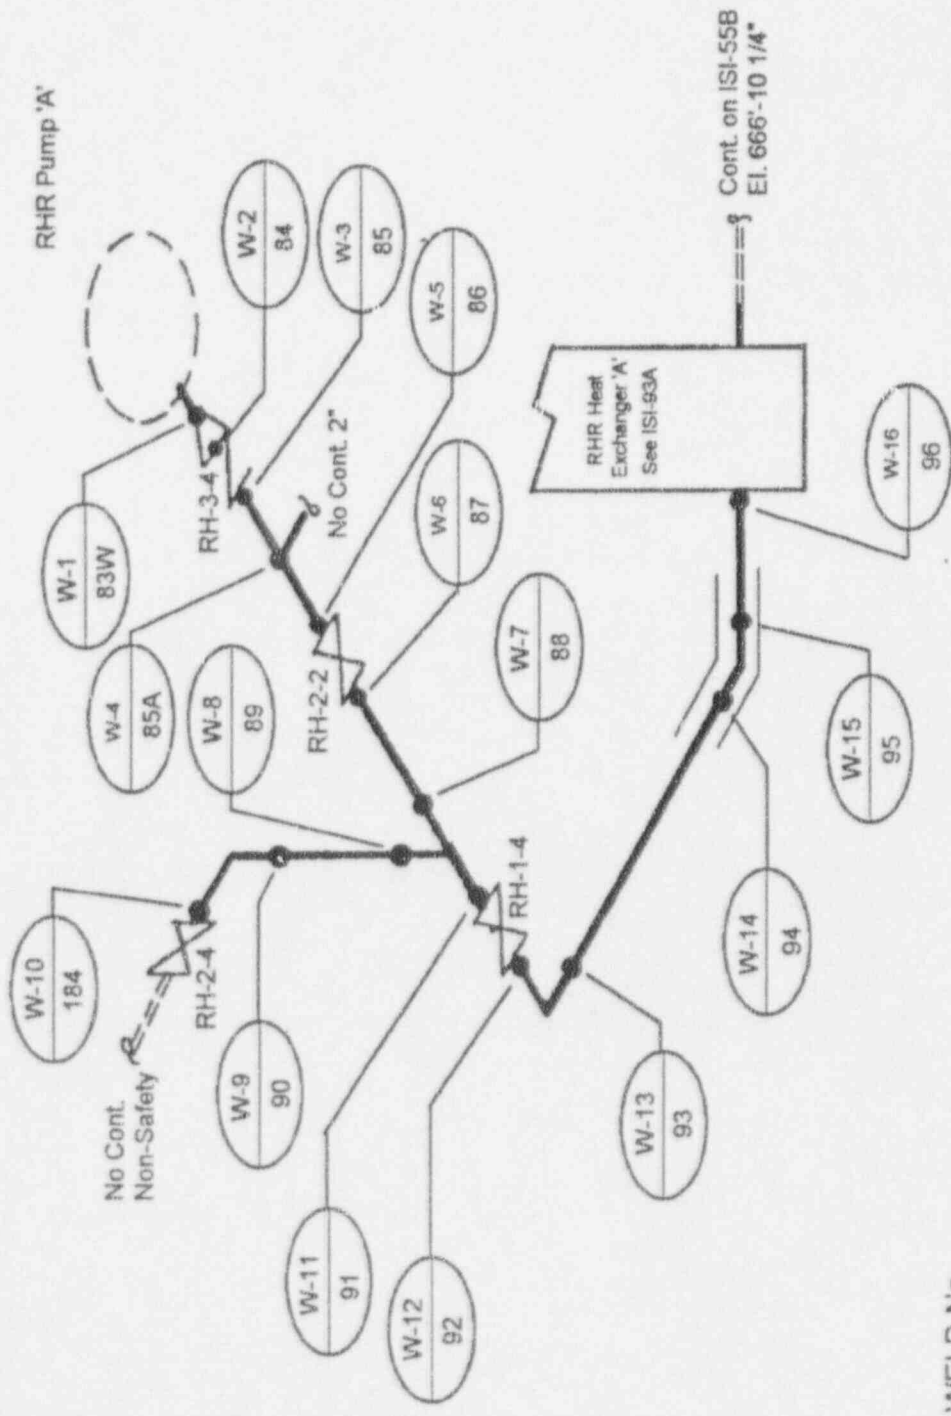 RHR Pump 'A'
W-1
83W
W-2
84
RH-3-4
W-3
85
No Cont. 2"
W-4
85A
W-5
86
RH-2-2
W-6
87
W-8
89
W-7
88
W-10
184
RH-2-4
No Cont.
Non-Safety
W-9
90
RH-1-4
W-11
91
W-12
92
W-13
93
W-14
94
W-15
95
W-16
96
RHR Heat
Exchanger 'A'
See ISI-93A
Cont. on ISI-55B
El. 666'-10 1/4"